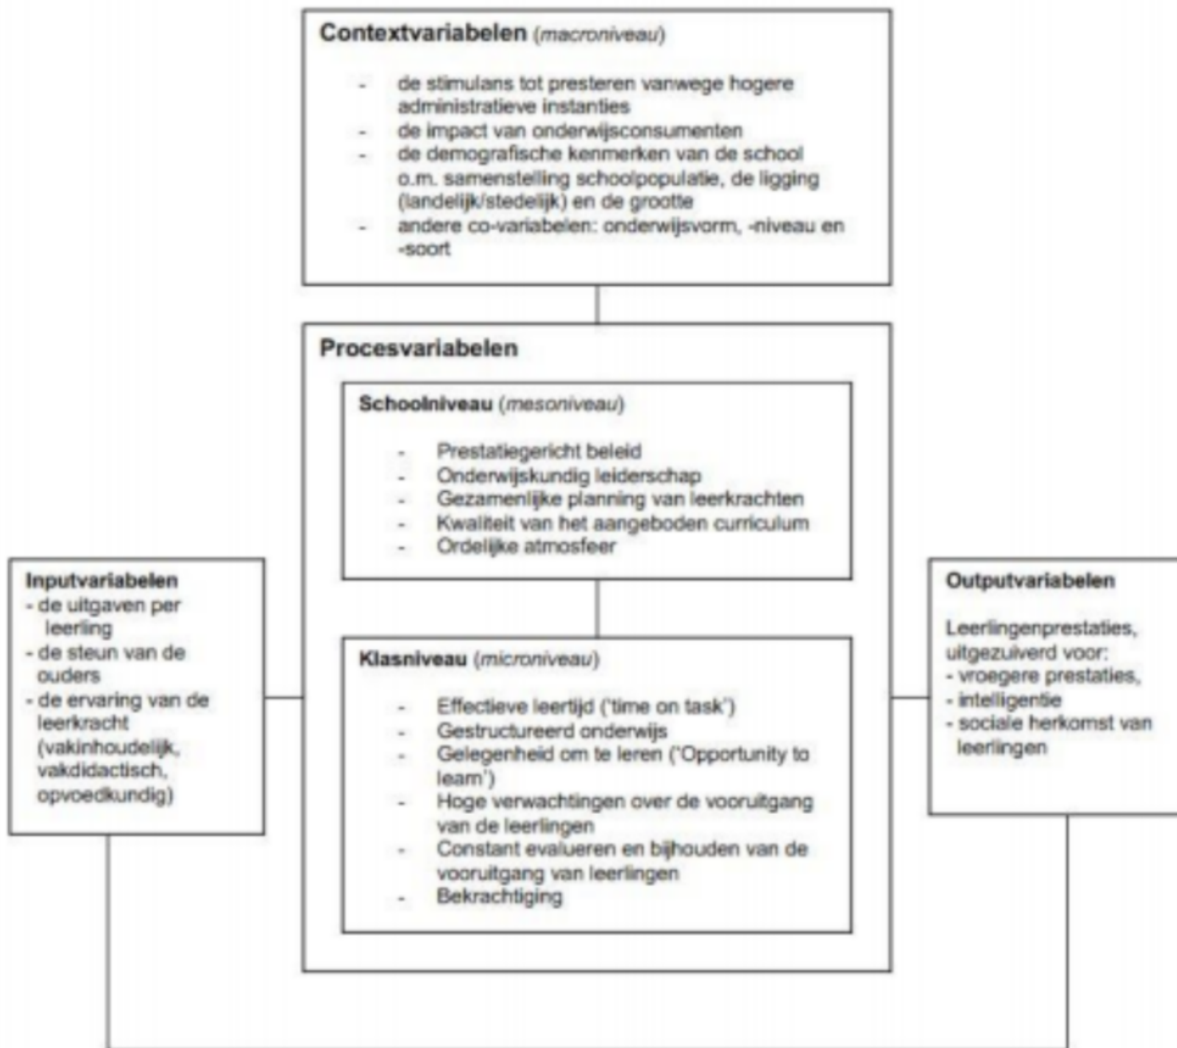 Contextvariabelen (macroniveau)
- de stimulans tot presteren vanwege hogere
administratieve instanties
- de impact van onderwijsconsumenten
- de demografische kenmerken van de school
o.m. samenstelling schoolpopulatie, de ligging
(landelijk/stedelijk) en de grootte
- andere co-variabelen: onderwijsvorm, -niveau en
-soort
Procesvariabelen
Schoolniveau (mesoniveau)
- Prestatiegericht beleid
- Onderwijskundig leiderschap
- Gezamenlijke planning van leerkrachten
- Kwaliteit van het aangeboden curriculum
- Ordelijke atmosfeer
Inputvariabelen
- de uitgaven per
leerling
- de steun van de
ouders
- de ervaring van de
leerkracht
(vakinhoudelijk,
vakdidactisch,
opvoedkundig)
Klasniveau (microniveau)
- Effectieve leertijd ('time on task')
- Gestructureerd onderwijs
- Gelegenheid om te leren ('Opportunity to
learn')
- Hoge verwachtingen over de vooruitgang
van de leerlingen
- Constant evalueren en bijhouden van de
vooruitgang van leerlingen
- Bekrachtiging
Outputvariabelen
Leerlingenprestaties,
uitgezuiverd voor:
- vroegere prestaties,
- intelligentie
- sociale herkomst van
leerlingen